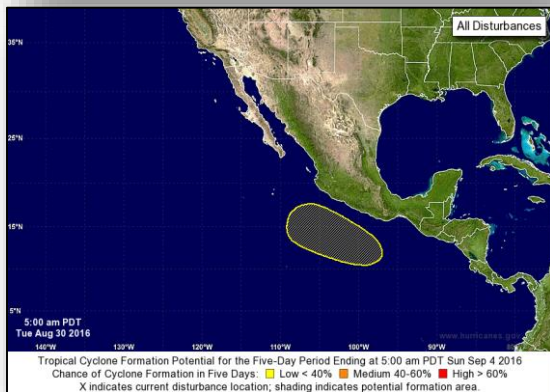 All Disturbances
35°N
25°N
15°N
5°N
5:00 am PDT
Tue Aug 30 2016
www.hurricanes.gov
140°W
130°W
120°W
110°W
100°W
90°W
80°W
Tropical Cyclone Formation Potential for the Five-Day Period Ending at 5:00 am PDT Sun Sep 4 2016
Chance of Cyclone Formation in Five Days: Low < 40% Medium 40-60% High > 60%
X indicates current disturbance location; shading indicates potential formation area.